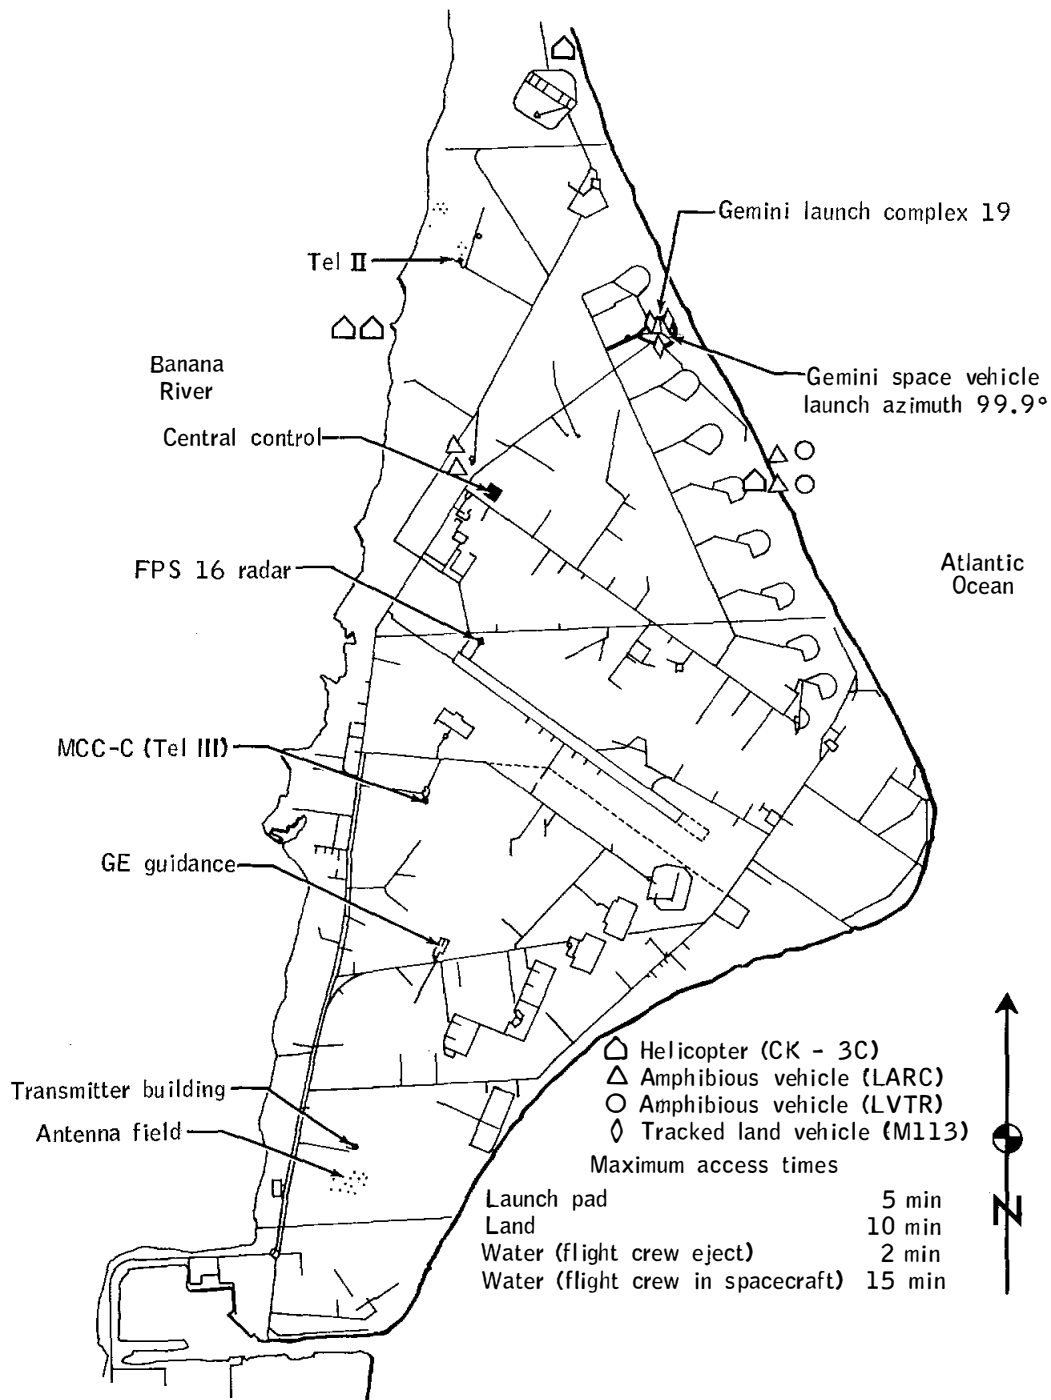 Gemini launch complex 19
Tel II
Banana
River
Gemini space vehicle
launch azimuth 99.9°
Central control
FPS 16 radar
Atlantic
Ocean
MCC-C (Tel III)
GE guidance
Helicopter (CK - 3C)
Amphibious vehicle (LARC)
Amphibious vehicle (LVTR)
Tracked land vehicle (M113)
Transmitter building
Antenna field
Maximum access times
Launch pad 5 min
Land 10 min
Water (flight crew eject) 2 min
Water (flight crew in spacecraft) 15 min
N